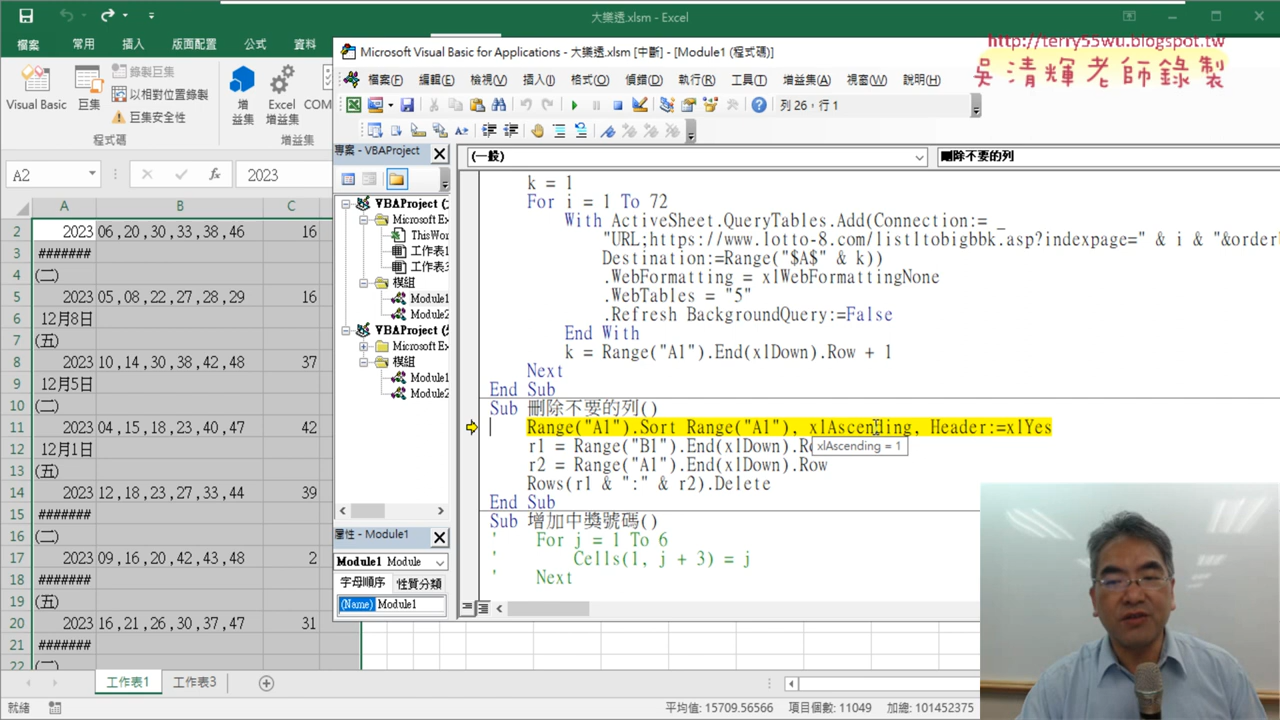 大樂透.xlsm - Excel
檔案 常用 插入 版面配置 公式 資料
Visual Basic 巨集 錄製巨集 以相對位置錄製 巨集安全性 程式碼
增益集 Excel 增益集 COM 增益集
http://terry55wu.blogspot.tw
吳清輝老師錄製
A2 fx 2023
A B C
2 2023 06,20,30,33,38,46 16
3 #######
4 (二)
5 2023 05,08,22,27,28,29 16
6 12月8日
7 (五)
8 2023 10,14,30,38,42,48 37
9 12月5日
10 (二)
11 2023 04,15,18,23,40,47 42
12 12月1日
13 (五)
14 2023 12,18,23,27,33,44 39
15 #######
16 (二)
17 2023 09,16,20,42,43,48 2
18 #######
19 (五)
20 2023 16,21,26,30,37,47 31
21 #######
22 (二)
工作表1 工作表3
就緒 平均值: 15709.56566 項目個數: 11049 加總: 101452375
Microsoft Visual Basic for Applications - 大樂透.xlsm [中斷] - [Module1 (程式碼)]
檔案(F) 編輯(E) 檢視(V) 插入(I) 格式(O) 偵錯(D) 執行(R) 工具(T) 增益集(A) 視窗(W) 說明(H)
列 26，行 1
專案 - VBAProject
VBAProject (
Microsoft Ex
ThisWor
工作表1
工作表3
模組
Module1
Module2
VBAProject (
Microsoft Ex
模組
Module1
Module2
屬性 - Module1
Module1 Module
字母順序 性質分類
(Name) Module1
(一般) 刪除不要的列
k = 1
For i = 1 To 72
With ActiveSheet.QueryTables.Add(Connection:= _
"URL;https://www.lotto-8.com/listltobigbbk.asp?indexpage=" & i & "&orderb
Destination:=Range("$A$" & k))
.WebFormatting = xlWebFormattingNone
.WebTables = "5"
.Refresh BackgroundQuery:=False
End With
k = Range("A1").End(xlDown).Row + 1
Next
End Sub
Sub 刪除不要的列()
Range("A1").Sort Range("A1"), xlAscending, Header:=xlYes
r1 = Range("B1").End(xlDown).Ro
xlAscending = 1
r2 = Range("A1").End(xlDown).Row
Rows(r1 & ":" & r2).Delete
End Sub
Sub 增加中獎號碼()
' For j = 1 To 6
' Cells(1, j + 3) = j
' Next